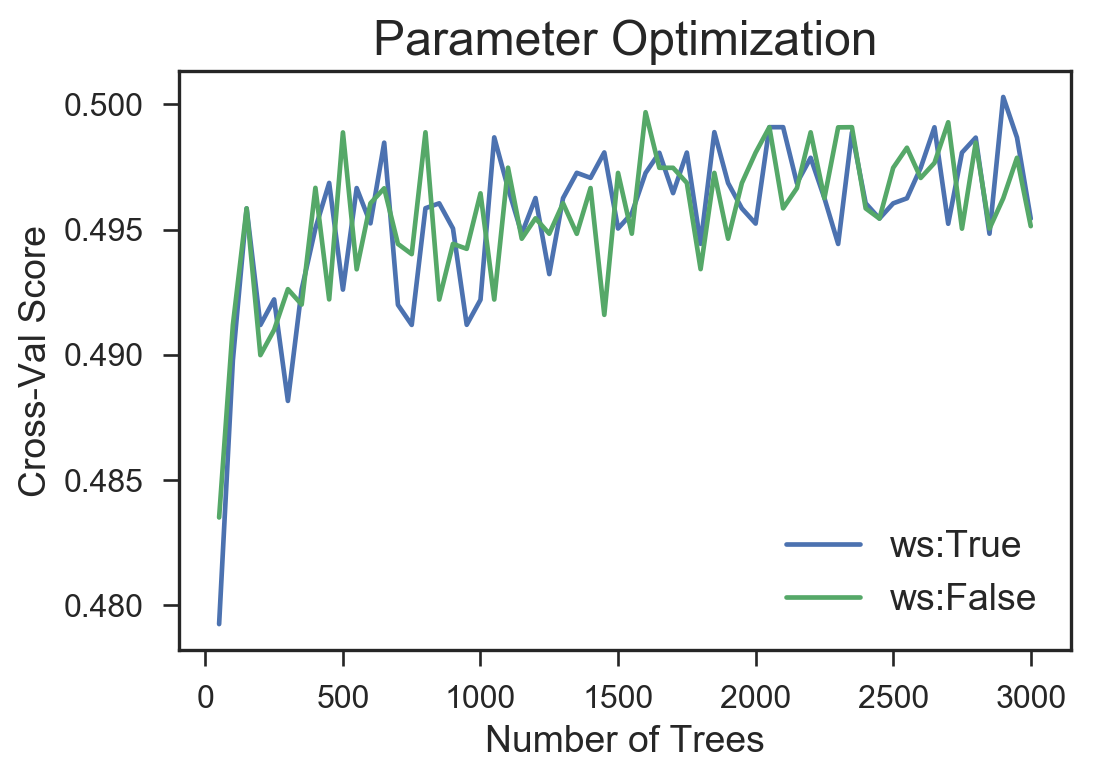 Parameter Optimization
0.500
0.495
0.490
0.485
0.480
Cross-Val Score
ws:True
ws:False
0 500 1000 1500 2000 2500 3000
Number of Trees